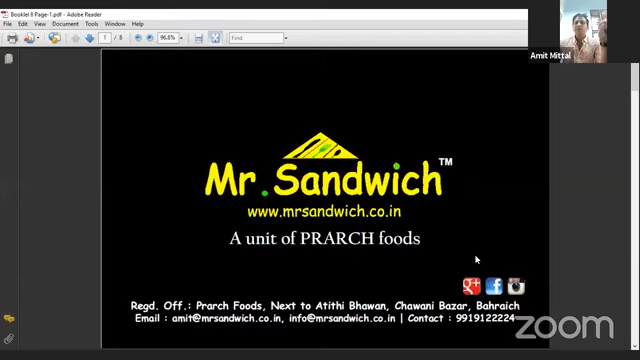 Booklel 8 Page-1.pdf - Adobe Reader
File Edit View Document Tools Window Help
1 / 8 96.8% Find
Amit Mittal
Mr. Sandwich TM
www.mrsandwich.co.in
A unit of PRARCH foods
g+ f
Regd. Off.: Prarch Foods, Next to Atithi Bhawan, Chawani Bazar, Bahraich
Email : amit@mrsandwich.co.in, info@mrsandwich.co.in | Contact : 9919122224
zoom